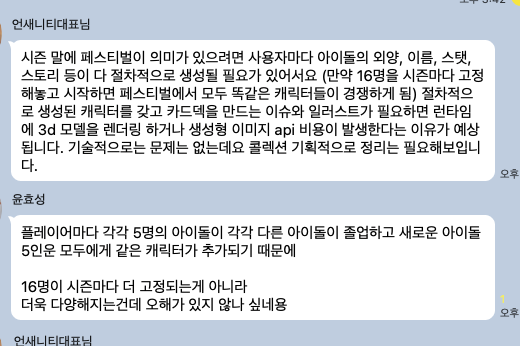 오후 3:42
언새니티대표님
시즌 말에 페스티벌이 의미가 있으려면 사용자마다 아이돌의 외양, 이름, 스탯,
스토리 등이 다 절차적으로 생성될 필요가 있어서요 (만약 16명을 시즌마다 고정
해놓고 시작하면 페스티벌에서 모두 똑같은 캐릭터들이 경쟁하게 됨) 절차적으
로 생성된 캐릭터를 갖고 카드덱을 만드는 이슈와 일러스트가 필요하면 런타임
에 3d 모델을 렌더링 하거나 생성형 이미지 api 비용이 발생한다는 이유가 예상
됩니다. 기술적으로는 문제는 없는데요 콜렉션 기획적으로 정리는 필요해보입니
다.
오후
윤효성
플레이어마다 각각 5명의 아이돌이 각각 다른 아이돌이 졸업하고 새로운 아이돌
5인운 모두에게 같은 캐릭터가 추가되기 때문에
16명이 시즌마다 더 고정되는게 아니라
더욱 다양해지는건데 오해가 있지 않나 싶네용
1
오후
언새니티대표님